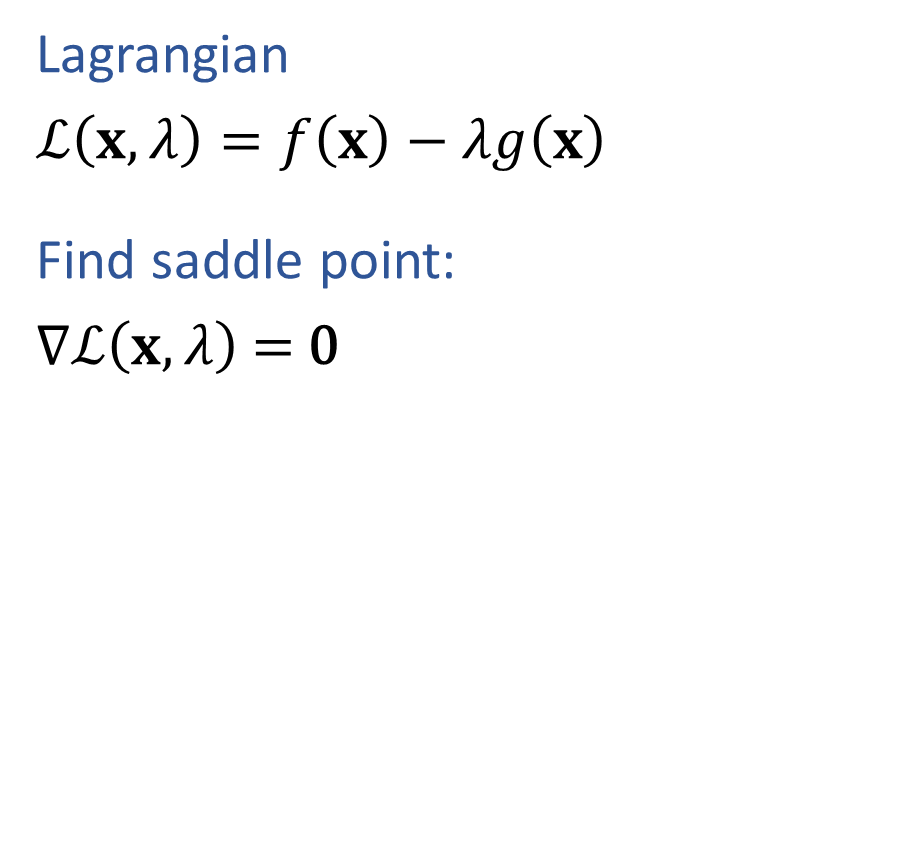 Lagrangian
ℒ(𝐱, 𝜆) = 𝑓(𝐱) − 𝜆𝑔(𝐱)
Find saddle point:
∇ℒ(𝐱, 𝜆) = 𝟎